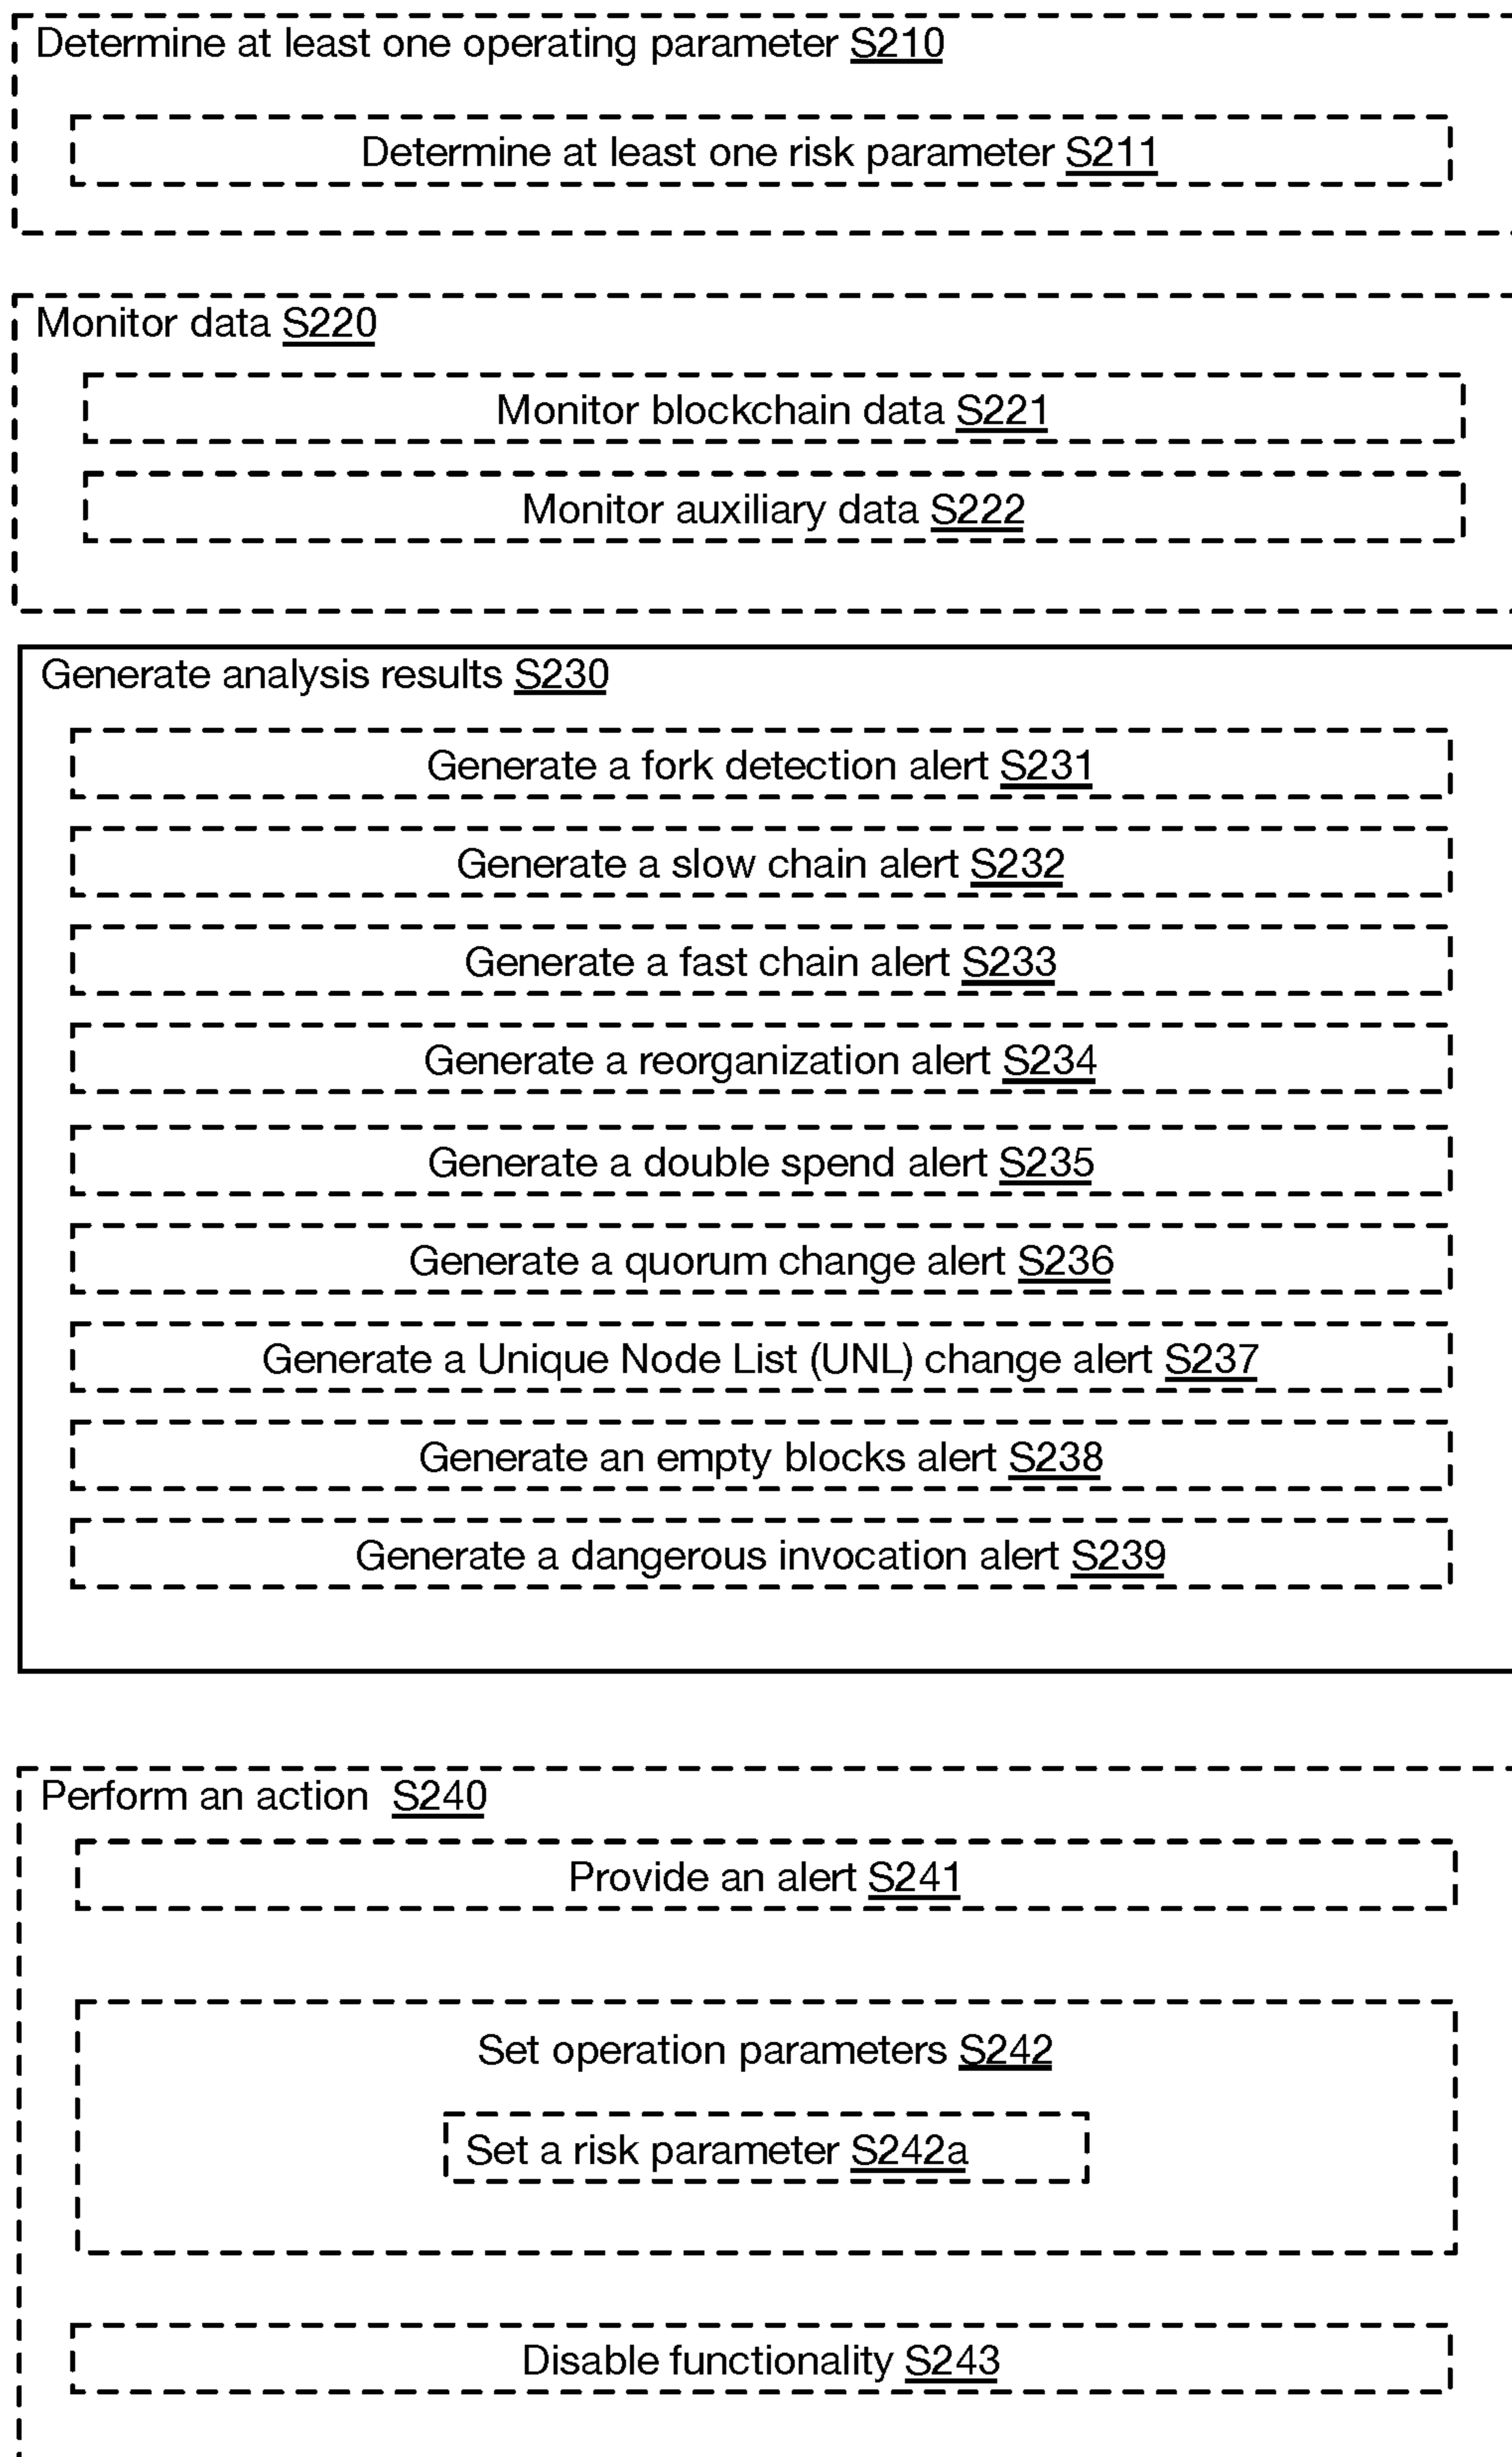 Determine at least one operating parameter S210
Determine at least one risk parameter S211
Monitor data S220
Monitor blockchain data S221
Monitor auxiliary data S222
Generate analysis results S230
Generate a fork detection alert S231
Generate a slow chain alert S232
Generate a fast chain alert S233
Generate a reorganization alert S234
Generate a double spend alert S235
Generate a quorum change alert S236
Generate a Unique Node List (UNL) change alert S237
Generate an empty blocks alert S238
Generate a dangerous invocation alert S239
Perform an action S240
Provide an alert S241
Set operation parameters S242
Set a risk parameter S242a
Disable functionality S243